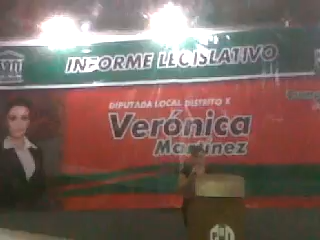 INFORME LEGISLATIVO
DIPUTADA LOCAL DISTRITO X
Verónica
Martínez